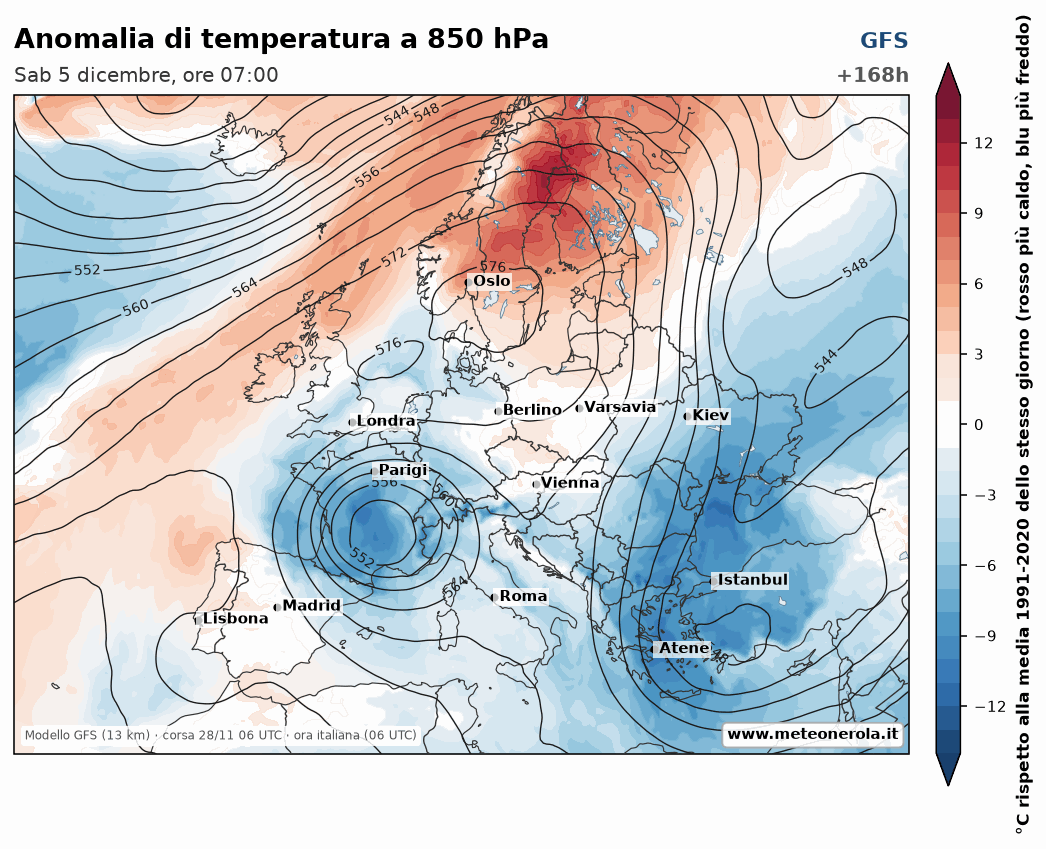 Anomalia di temperatura a 850 hPa
GFS
Sab 5 dicembre, ore 07:00
+168h
544
548
556
572
552
564
560
576
576
548
544
Oslo
Berlino
Varsavia
Kiev
Londra
Parigi
556
560
Vienna
552
564
Istanbul
Roma
Madrid
Lisbona
Atene
Modello GFS (13 km) · corsa 28/11 06 UTC · ora italiana (06 UTC)
www.meteonerola.it
12
9
6
3
0
−3
−6
−9
−12
°C rispetto alla media 1991-2020 dello stesso giorno (rosso più caldo, blu più freddo)